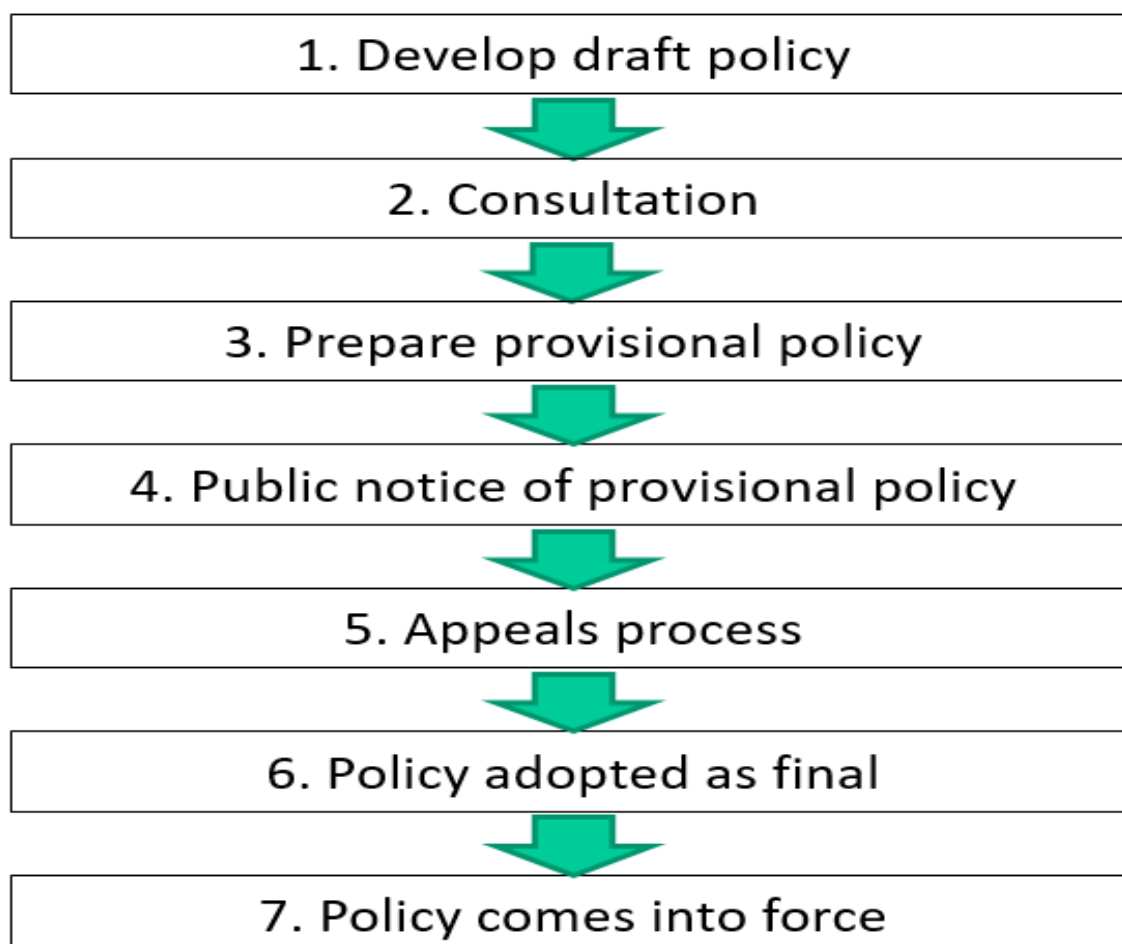 1. Develop draft policy
2. Consultation
3. Prepare provisional policy
4. Public notice of provisional policy
5. Appeals process
6. Policy adopted as final
7. Policy comes into force